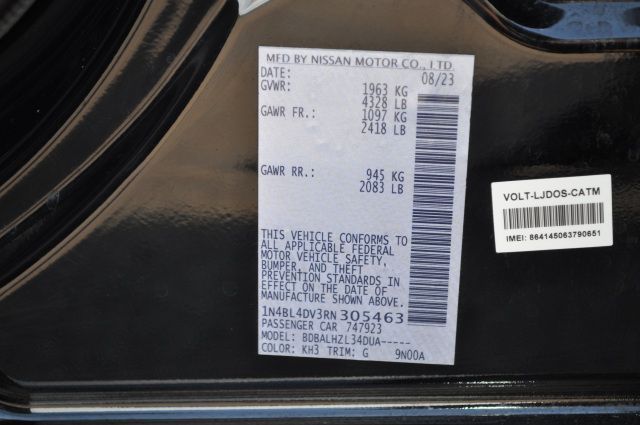 MFD BY NISSAN MOTOR CO., LTD.
DATE: 08/23
GVWR: 1963 KG
4328 LB
GAWR FR.: 1097 KG
2418 LB
GAWR RR.: 945 KG
2083 LB
THIS VEHICLE CONFORMS TO
ALL APPLICABLE FEDERAL
MOTOR VEHICLE SAFETY,
BUMPER, AND THEFT
PREVENTION STANDARDS IN
EFFECT ON THE DATE OF
MANUFACTURE SHOWN ABOVE.
1N4BL4DV3RN305463
PASSENGER CAR 747923
MODEL: BDBALHZL34DUA-----
COLOR: KH3 TRIM: G 9N00A
VOLT-LJDOS-CATM
IMEI: 864145063790651